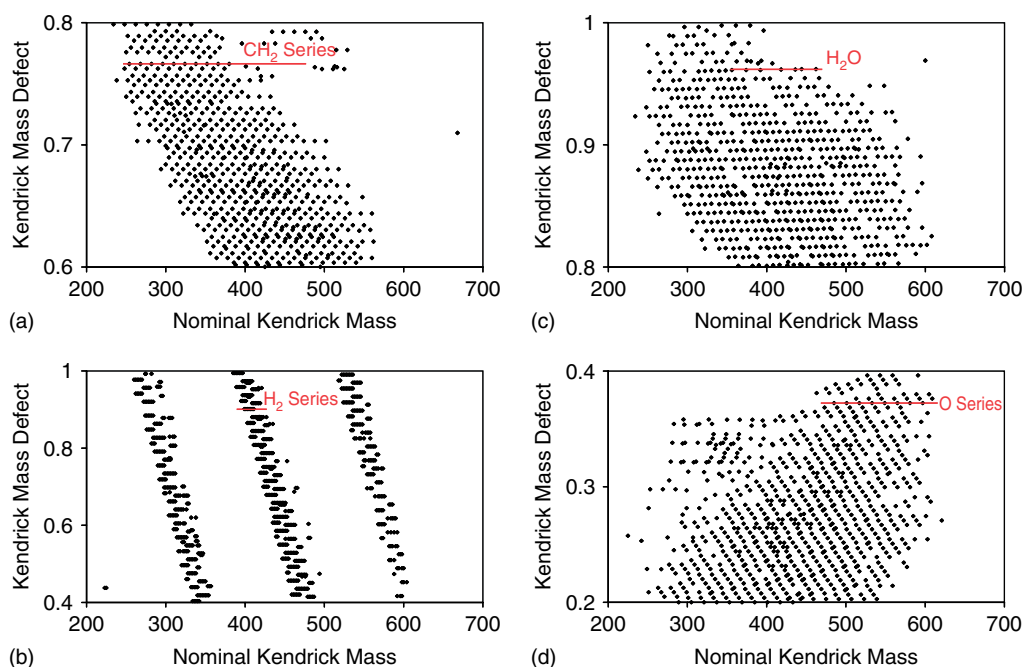 0.8
0.7
0.6
Kendrick Mass Defect
CH₂ Series
200 300 400 500 600 700
(a) Nominal Kendrick Mass
1
0.9
0.8
Kendrick Mass Defect
H₂O
200 300 400 500 600 700
(c) Nominal Kendrick Mass
1
0.8
0.6
0.4
Kendrick Mass Defect
H₂ Series
200 300 400 500 600 700
(b) Nominal Kendrick Mass
0.4
0.3
0.2
Kendrick Mass Defect
O Series
200 300 400 500 600 700
(d) Nominal Kendrick Mass